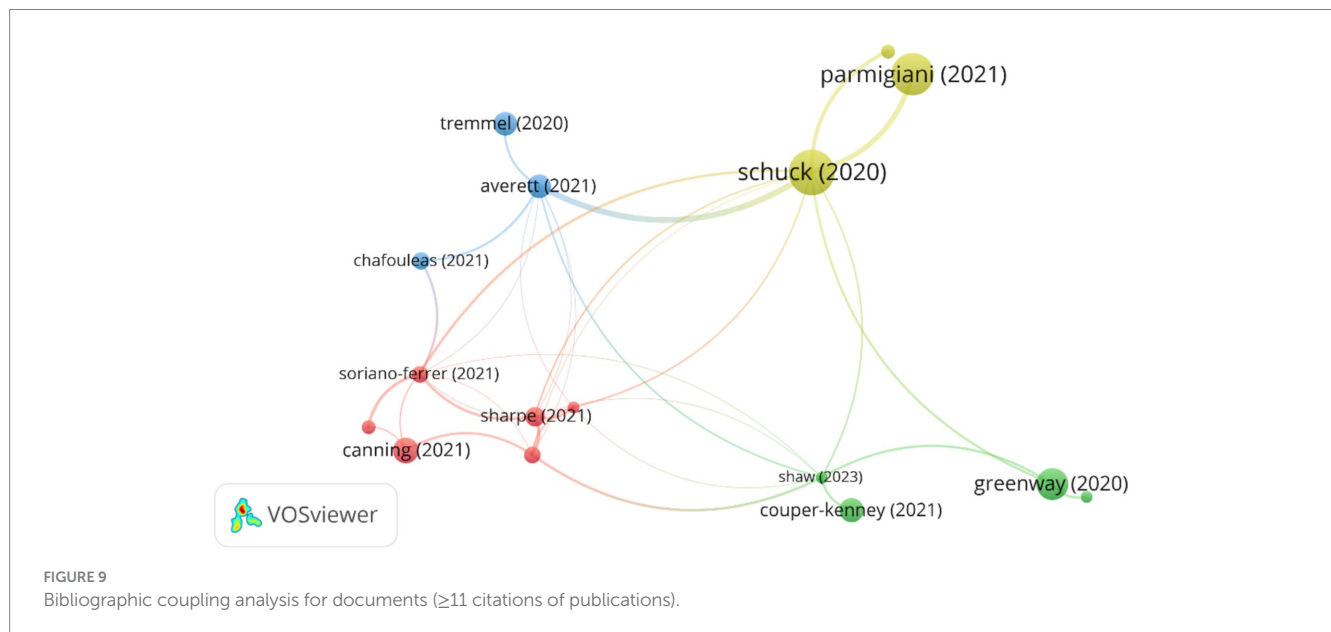 parmigiani (2021)
tremmel (2020)
schuck (2020)
averett (2021)
chafouleas (2021)
soriano-ferrer (2021)
sharpe (2021)
canning (2021)
shaw (2023)
greenway (2020)
couper-kenney (2021)
VOSviewer
FIGURE 9
Bibliographic coupling analysis for documents (≥11 citations of publications).